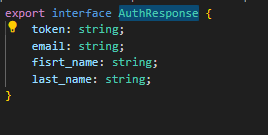 export interface AuthResponse {
token: string;
email: string;
fisrt_name: string;
last_name: string;
}